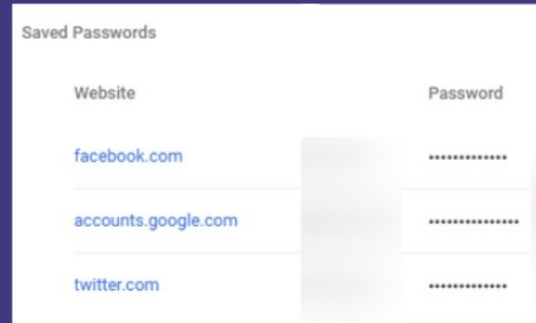 Saved Passwords
Website Password
facebook.com •••••••••••••
accounts.google.com •••••••••••••••
twitter.com •••••••••••••